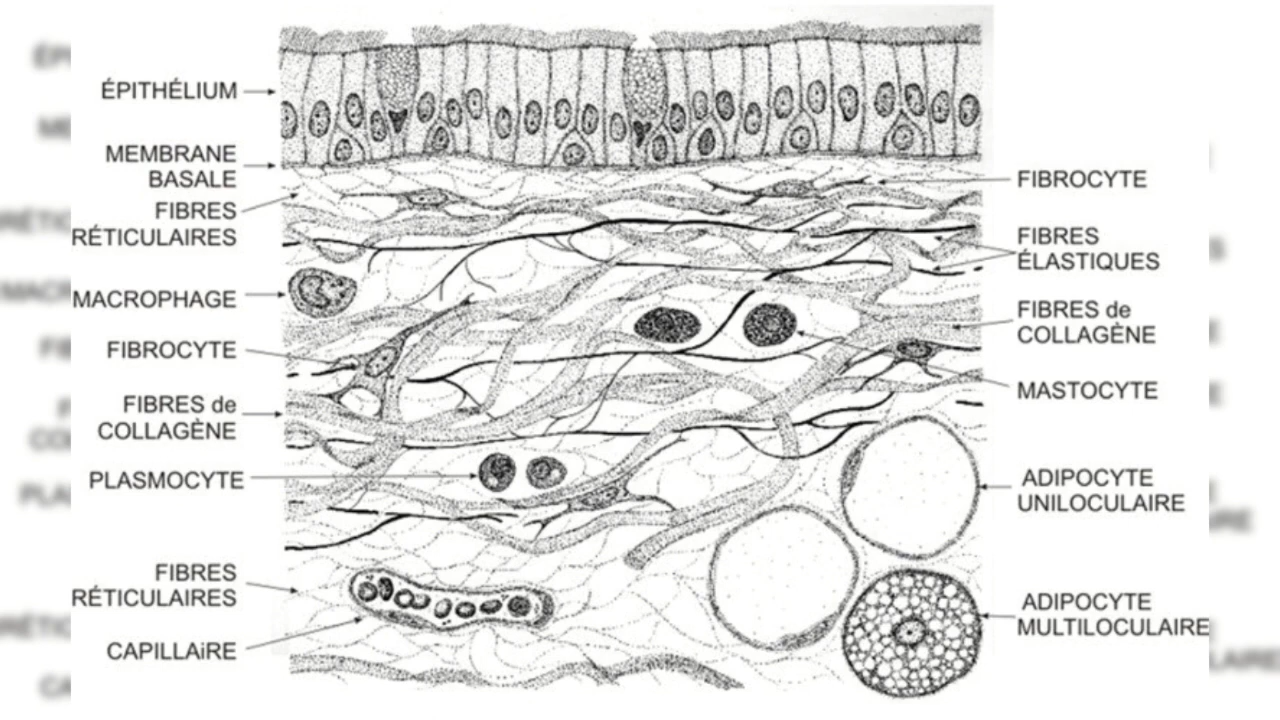 ÉPITHÉLIUM
MEMBRANE
BASALE
FIBRES
RÉTICULAIRES
MACROPHAGE
FIBROCYTE
FIBRES de
COLLAGÈNE
PLASMOCYTE
FIBRES
RÉTICULAIRES
CAPILLAiRE
FIBROCYTE
FIBRES
ÉLASTIQUES
FIBRES de
COLLAGÈNE
MASTOCYTE
ADIPOCYTE
UNILOCULAIRE
ADIPOCYTE
MULTILOCULAIRE